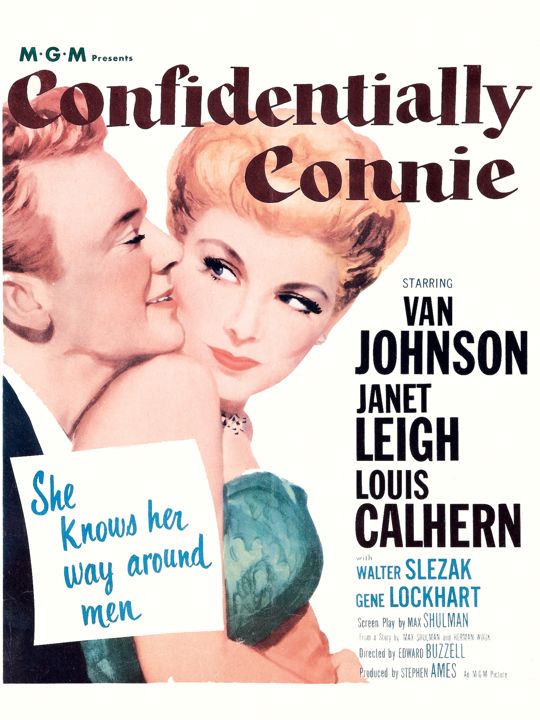 M·G·M Presents
Confidentially
Connie
STARRING
VAN
JOHNSON
JANET
LEIGH
LOUIS
CALHERN
with
WALTER SLEZAK
GENE LOCKHART
Screen Play by MAX SHULMAN
From a Story by MAX SHULMAN and HERMAN WOUK
Directed by EDWARD BUZZELL
Produced by STEPHEN AMES An M·G·M Picture
She
Knows her
way around
men